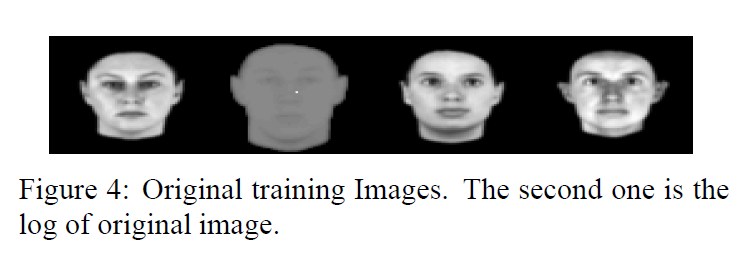 Figure 4: Original training Images. The second one is the
log of original image.